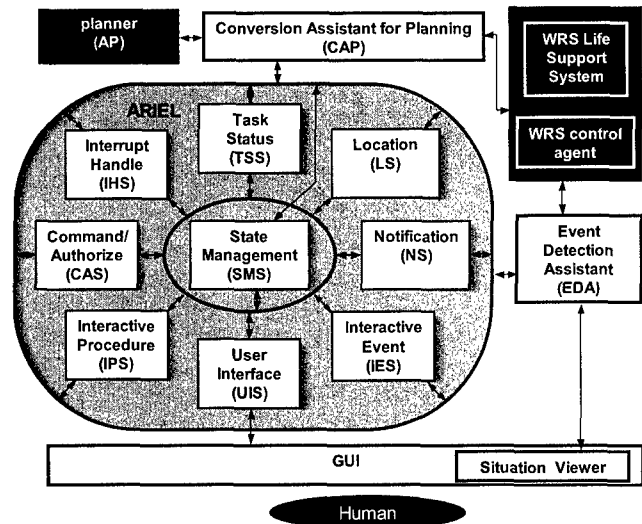 planner
(AP)
Conversion Assistant for Planning
(CAP)
WRS Life
Support
System
WRS control
agent
ARIEL
Task
Status
(TSS)
Interrupt
Handle
(IHS)
Location
(LS)
Command/
Authorize
(CAS)
State
Management
(SMS)
Notification
(NS)
Event
Detection
Assistant
(EDA)
Interactive
Procedure
(IPS)
User
Interface
(UIS)
Interactive
Event
(IES)
GUI
Situation Viewer
Human